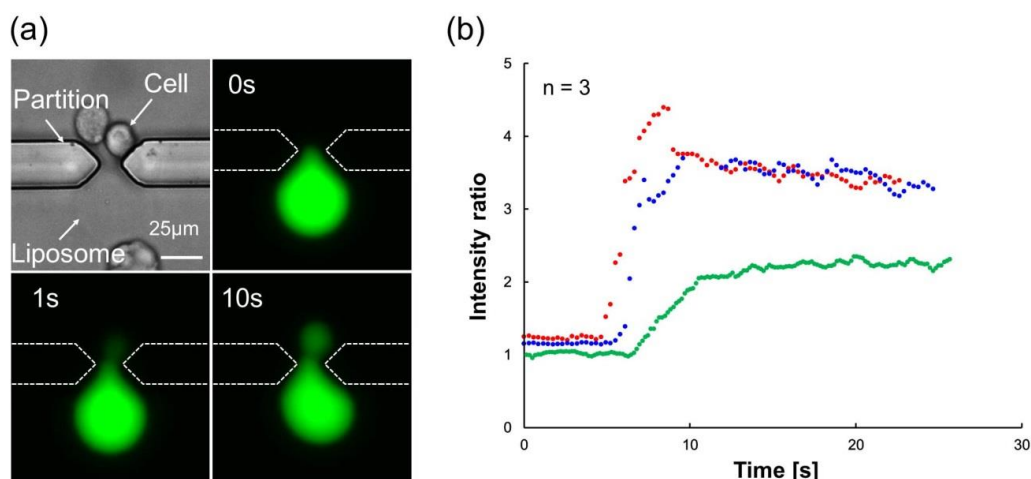 (a)
Partition
Cell
Liposome
25μm
0s
1s
10s
(b)
Intensity ratio
n = 3
5
4
3
2
1
0
0
10
20
30
Time [s]